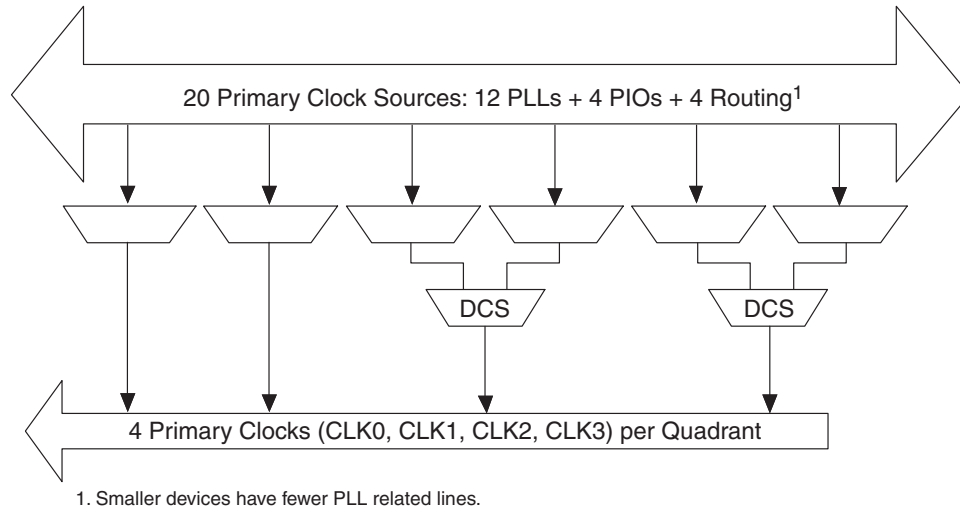 20 Primary Clock Sources: 12 PLLs + 4 PIOs + 4 Routing¹
DCS
DCS
4 Primary Clocks (CLK0, CLK1, CLK2, CLK3) per Quadrant
1. Smaller devices have fewer PLL related lines.